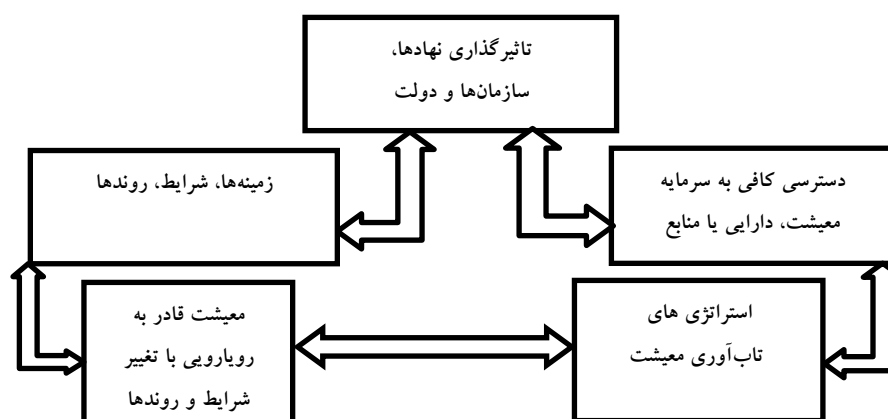 تاثیرگذاری نهادها،
سازمان‌ها و دولت
دسترسی کافی به سرمایه
معیشت، دارایی یا منابع
زمینه‌ها، شرایط، روندها
استراتژی های
تاب‌آوری معیشت
معیشت قادر به
رویارویی با تغییر
شرایط و روندها